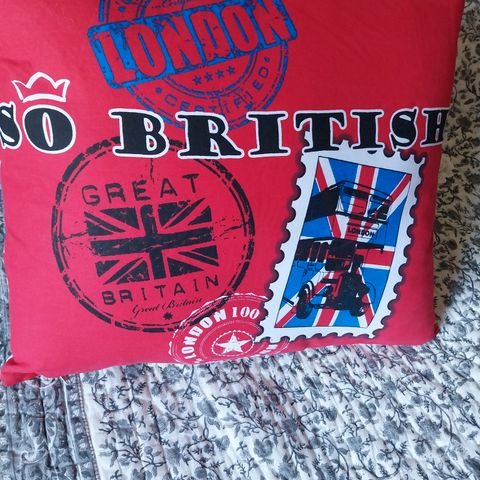 LONDON
CERTIFIED
SO BRITISH
GREAT
BRITAIN
Great Britain
LONDON
LONDON 100